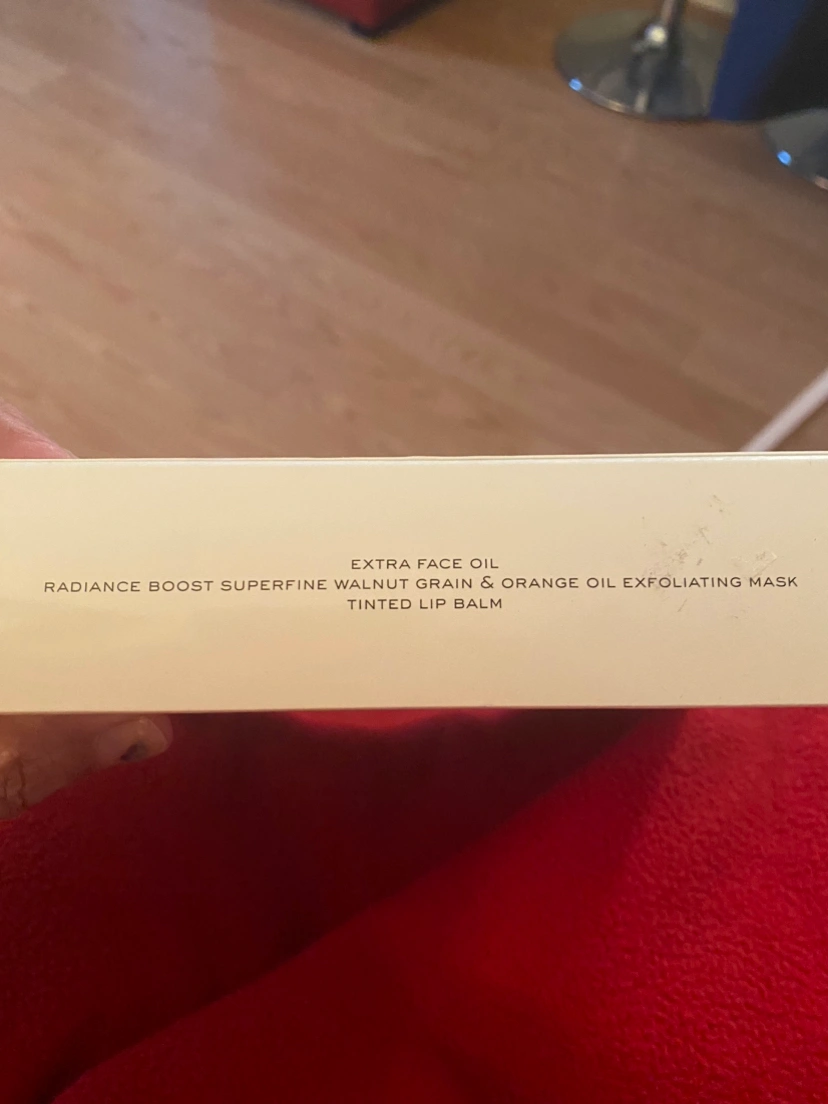 EXTRA FACE OIL
RADIANCE BOOST SUPERFINE WALNUT GRAIN & ORANGE OIL EXFOLIATING MASK
TINTED LIP BALM